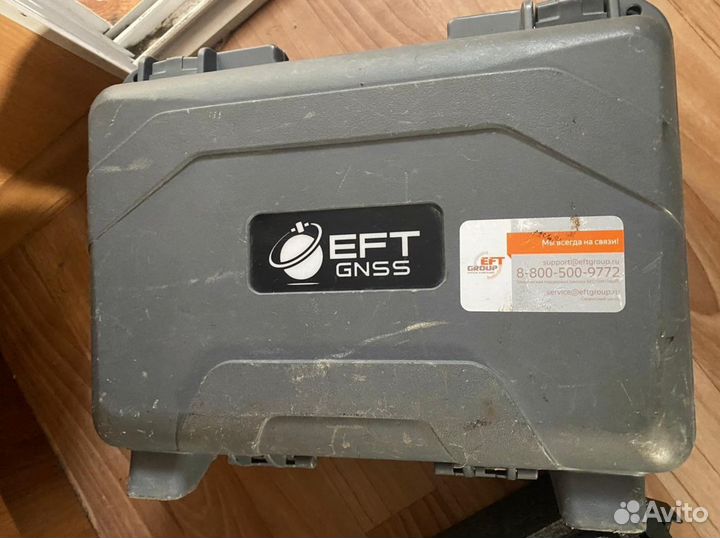 EFT
GNSS
Мы всегда на связи!
support@eftgroup.ru
EFT
GROUP
8-800-500-9772
service@eftgroup.ru
Avito